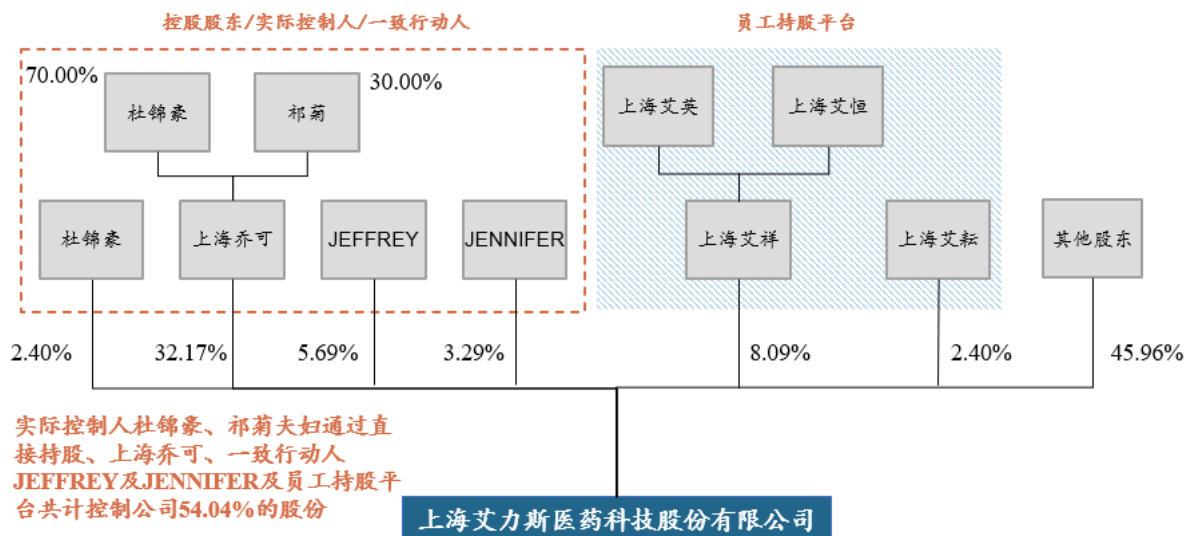 控股股东/实际控制人/一致行动人
员工持股平台
70.00%
30.00%
杜锦豪
祁菊
上海艾英
上海艾恒
杜锦豪
上海乔可
JEFFREY
JENNIFER
上海艾祥
上海艾耘
其他股东
2.40%
32.17%
5.69%
3.29%
8.09%
2.40%
45.96%
实际控制人杜锦豪、祁菊夫妇通过直
接持股、上海乔可、一致行动人
JEFFREY及JENNIFER及员工持股平
台共计控制公司54.04%的股份
上海艾力斯医药科技股份有限公司